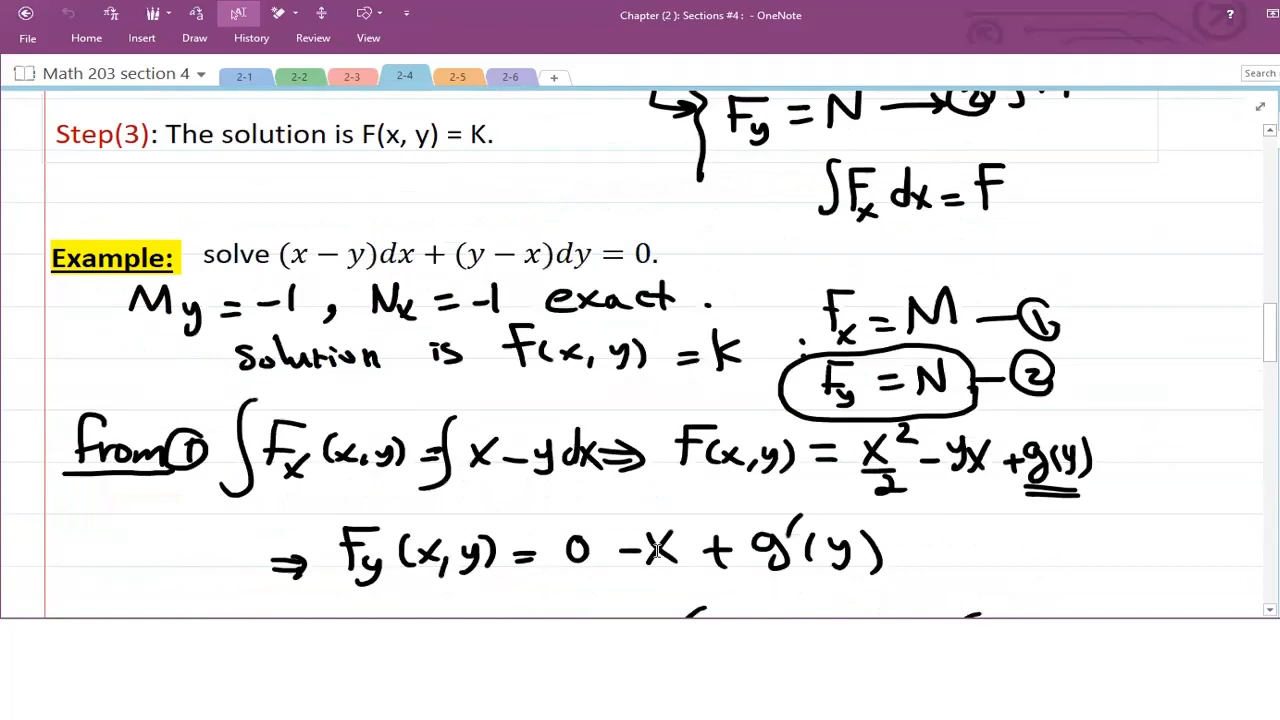 Chapter (2 ): Sections #4 : - OneNote
?
File Home Insert Draw History Review View
Math 203 section 4 2-1 2-2 2-3 2-4 2-5 2-6 + Search
Fy = N → ②
Step(3): The solution is F(x, y) = K.
∫Fx dx = F
Example: solve (x − y)dx + (y − x)dy = 0.
My = -1 , Nx = -1 exact .
Fx = M — ①
solution is F(x, y) = K .
Fy = N — ②
from ① ∫Fx (x,y) = ∫x - y dx ⇒ F(x,y) = x²/2 - yx + g(y)
⇒ Fy (x,y) = 0 - x + g′(y)